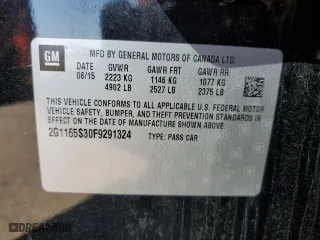 GM
MFD BY GENERAL MOTORS OF CANADA LTD.
DATE GVWR GAWR FRT GAWR RR
06/15 2223 KG 1146 KG 1077 KG
4902 LB 2527 LB 2375 LB
THIS VEHICLE CONFORMS TO ALL APPLICABLE U.S. FEDERAL MOTOR
VEHICLE SAFETY, BUMPER, AND THEFT PREVENTION STANDARDS
IN EFFECT ON THE DATE OF MANUFACTURE SHOWN ABOVE.
2G1165S30F9291324 TYPE: PASS CAR